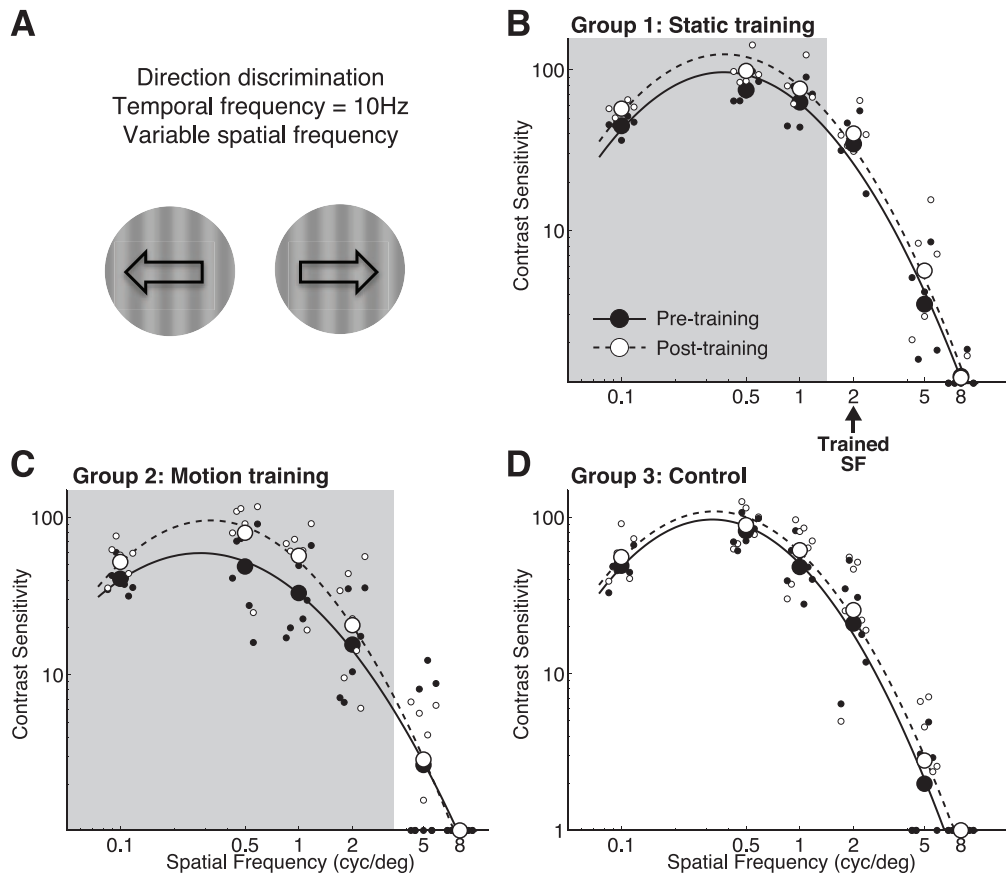 A
Direction discrimination
Temporal frequency = 10Hz
Variable spatial frequency
B
Group 1: Static training
Contrast Sensitivity
100
10
Pre-training
Post-training
0.1 0.5 1 2 5 8
Trained
SF
C
Group 2: Motion training
Contrast Sensitivity
100
10
0.1 0.5 1 2 5 8
Spatial Frequency (cyc/deg)
D
Group 3: Control
Contrast Sensitivity
100
10
1
0.1 0.5 1 2 5 8
Spatial Frequency (cyc/deg)